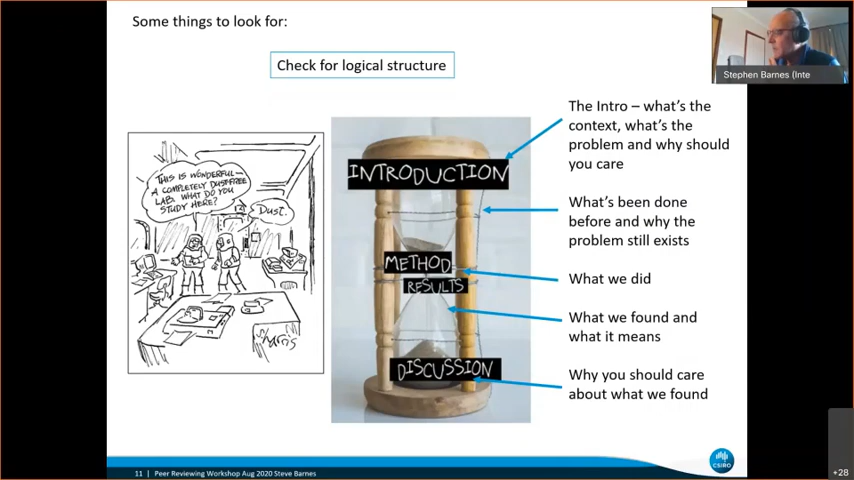 Some things to look for:
Check for logical structure
Stephen Barnes (Inte
THIS IS WONDERFUL—
A COMPLETELY DUST-FREE
LAB. WHAT DO YOU
STUDY HERE?
DUST.
INTRODUCTION
METHOD
RESULTS
DISCUSSION
The Intro – what's the
context, what's the
problem and why should
you care
What's been done
before and why the
problem still exists
What we did
What we found and
what it means
Why you should care
about what we found
11 | Peer Reviewing Workshop Aug 2020 Steve Barnes
CSIRO
+28